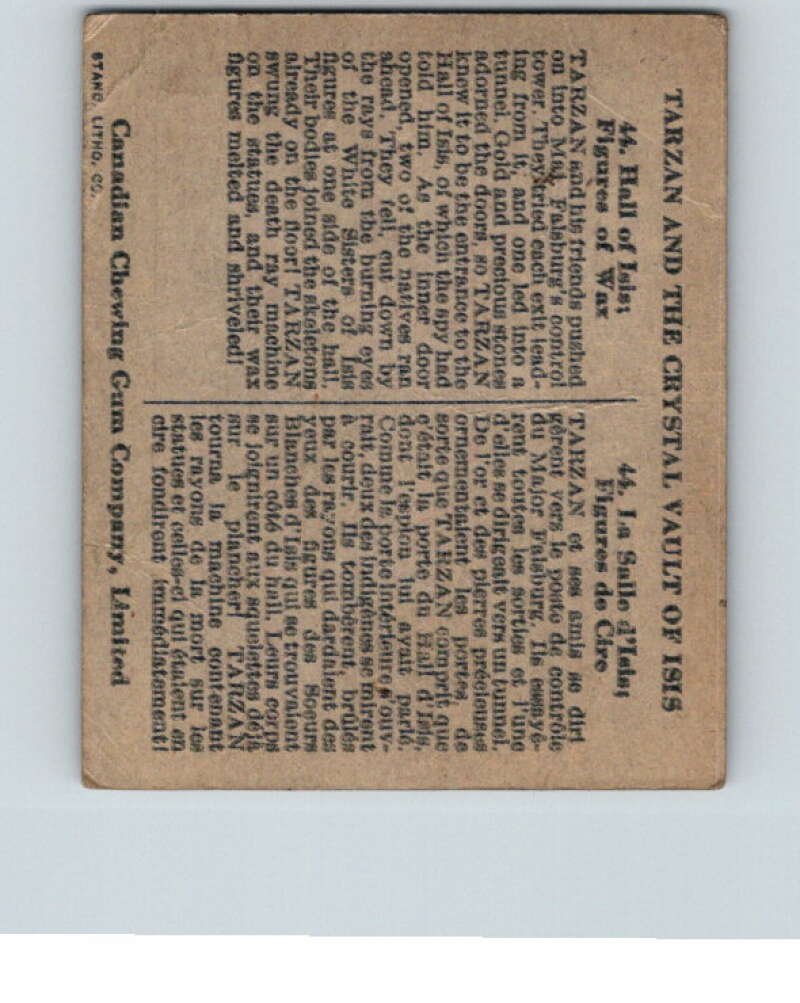 TARZAN AND THE CRYSTAL VAULT OF ISIS
44. Hall of Isis;
Figures of Wax
TARZAN and his friends pushed
on into Maj. Falsburg's control
tower. They tried each exit lead-
ing from it, and one led into a
tunnel. Gold and precious stones
adorned the doors, so TARZAN
knew it to be the entrance to the
Hall of Isis, of which the spy had
told him. As the inner door
opened, two of the natives ran
ahead. They fell, cut down by
the rays from the burning eyes
of the White Sisters of Isis
figures at one side of the hall.
Their bodies joined the skeletons
already on the floor! TARZAN
swung the death ray machine
on the statues, and their wax
figures melted and shriveled!
44. La Salle d'Isis;
Figures de Cire
TARZAN et ses amis se diri
gèrent vers le poste de contrôle
du Major Falsburg. Ils essayè-
rent toutes les sorties et l'une
d'elles se dirigeait vers un tunnel.
De l'or et des pierres précieuses
ornementaient les portes, de
sorte que TARZAN comprit que
c'était la porte du Hall d'Isis,
dont l'espion lui avait parlé.
Comme la porte intérieure s'ouv-
rait, deux des indigènes se mirent
à courir. Ils tombèrent, brûlés
par les rayons qui dardaient des
yeux des figures des Soeurs
Blanches d'Isis qui se trouvaient
sur un côté du hall. Leurs corps
se joignirent aux squelettes déjà
sur le plancher! TARZAN
tourna la machine contenant
les rayons de la mort sur les
statues et celles-ci qui étaient en
cire fondirent immédiatement!
Canadian Chewing Gum Company, Limited
STAND. LITHO. CO.